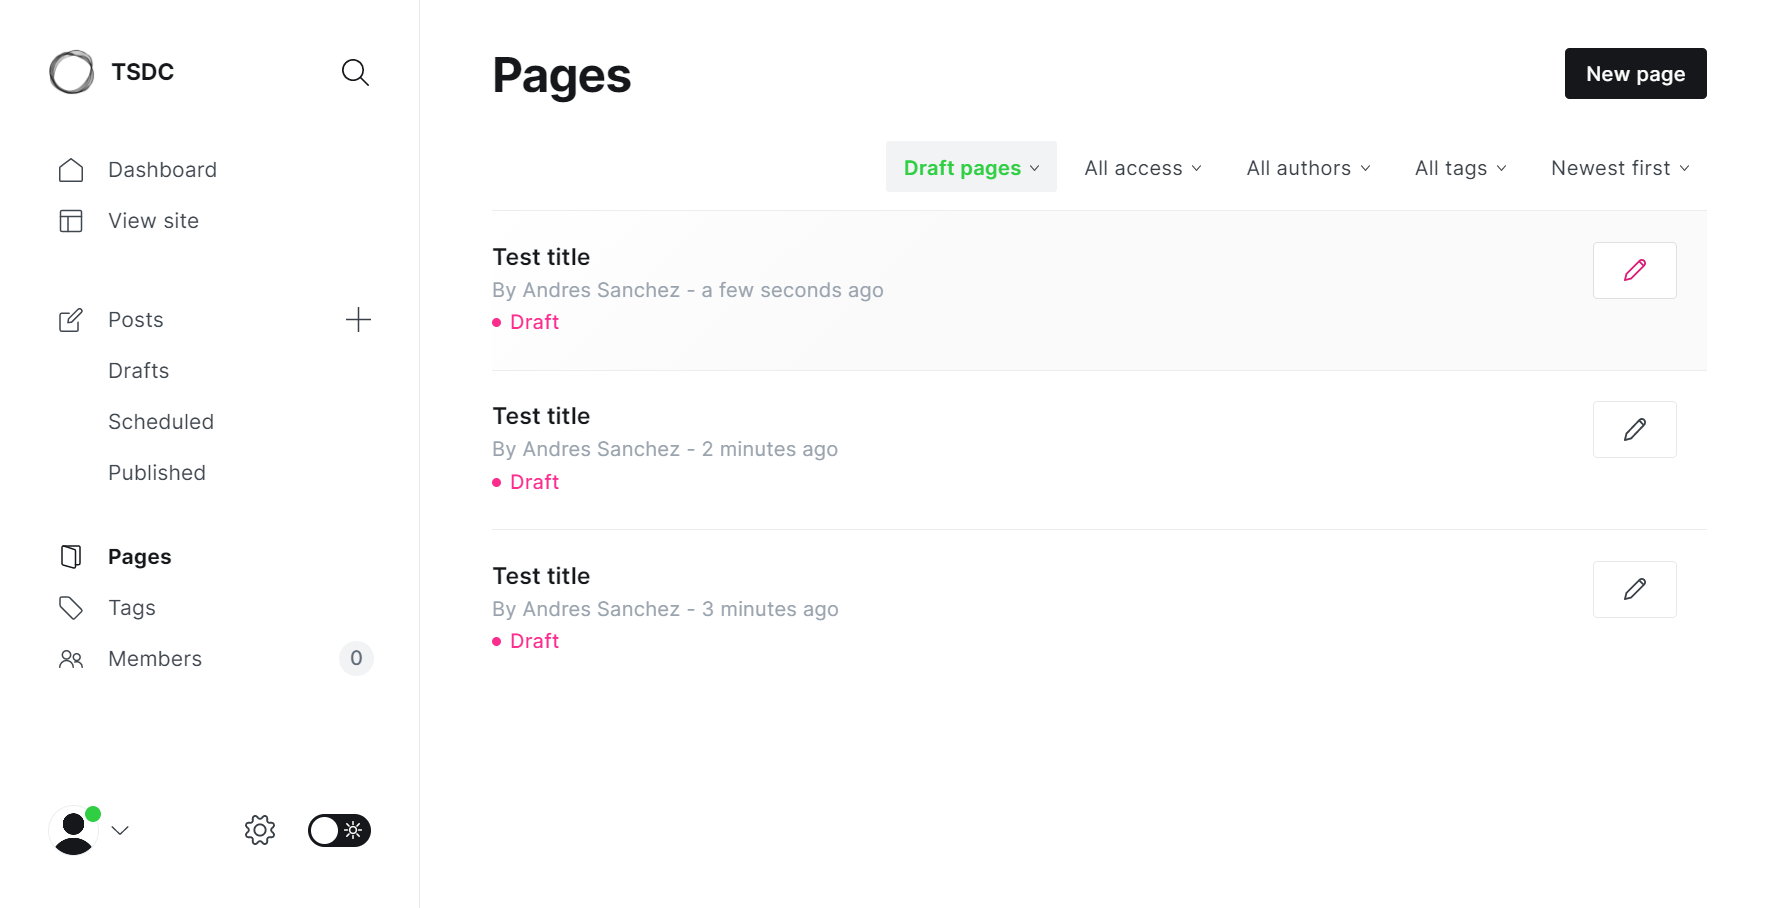 TSDC
Dashboard
View site
Posts
Drafts
Scheduled
Published
Pages
Tags
Members 0
Pages
New page
Draft pages All access All authors All tags Newest first
Test title
By Andres Sanchez - a few seconds ago
Draft
Test title
By Andres Sanchez - 2 minutes ago
Draft
Test title
By Andres Sanchez - 3 minutes ago
Draft